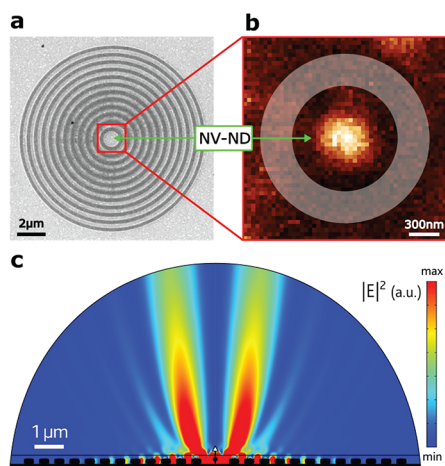 a
b
NV-ND
2μm
300nm
c
|E|² (a.u.)
max
min
1 μm